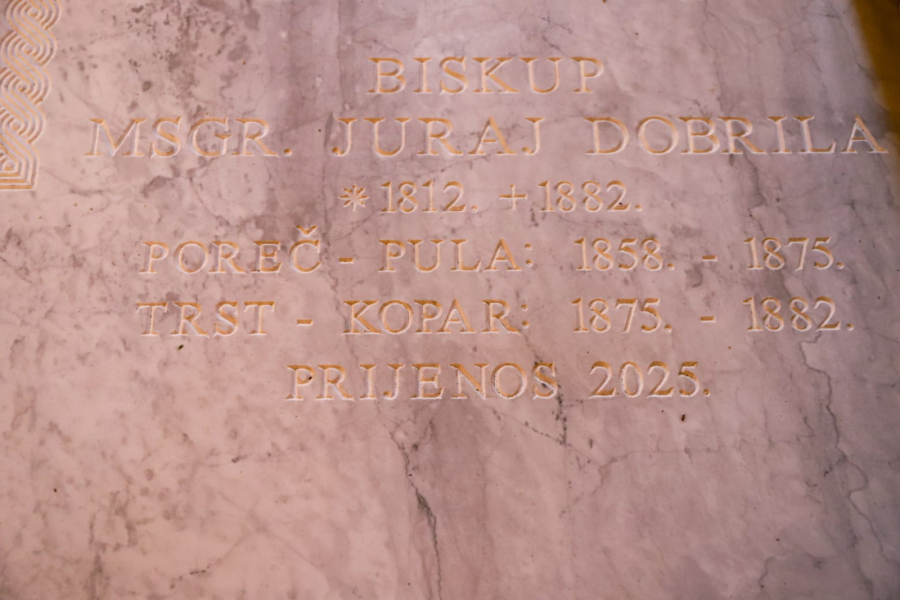 BISKUP
MSGR. JURAJ DOBRILA
* 1812. + 1882.
POREČ - PULA: 1858. - 1875.
TRST - KOPAR: 1875. - 1882.
PRIJENOS 2025.